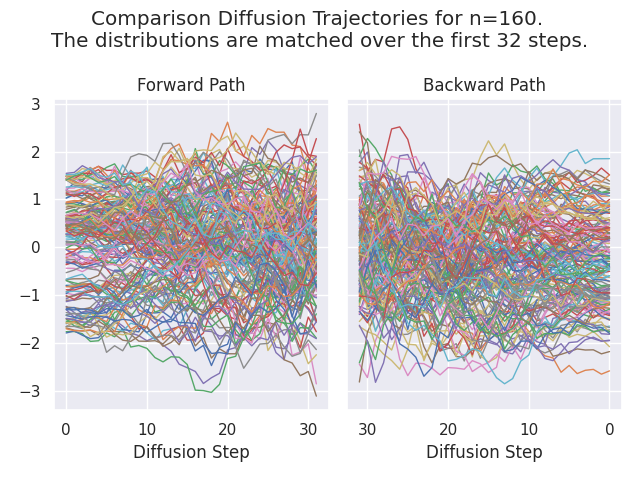 Comparison Diffusion Trajectories for n=160.
The distributions are matched over the first 32 steps.
Forward Path
Backward Path
3
2
1
0
−1
−2
−3
0 10 20 30
30 20 10 0
Diffusion Step
Diffusion Step